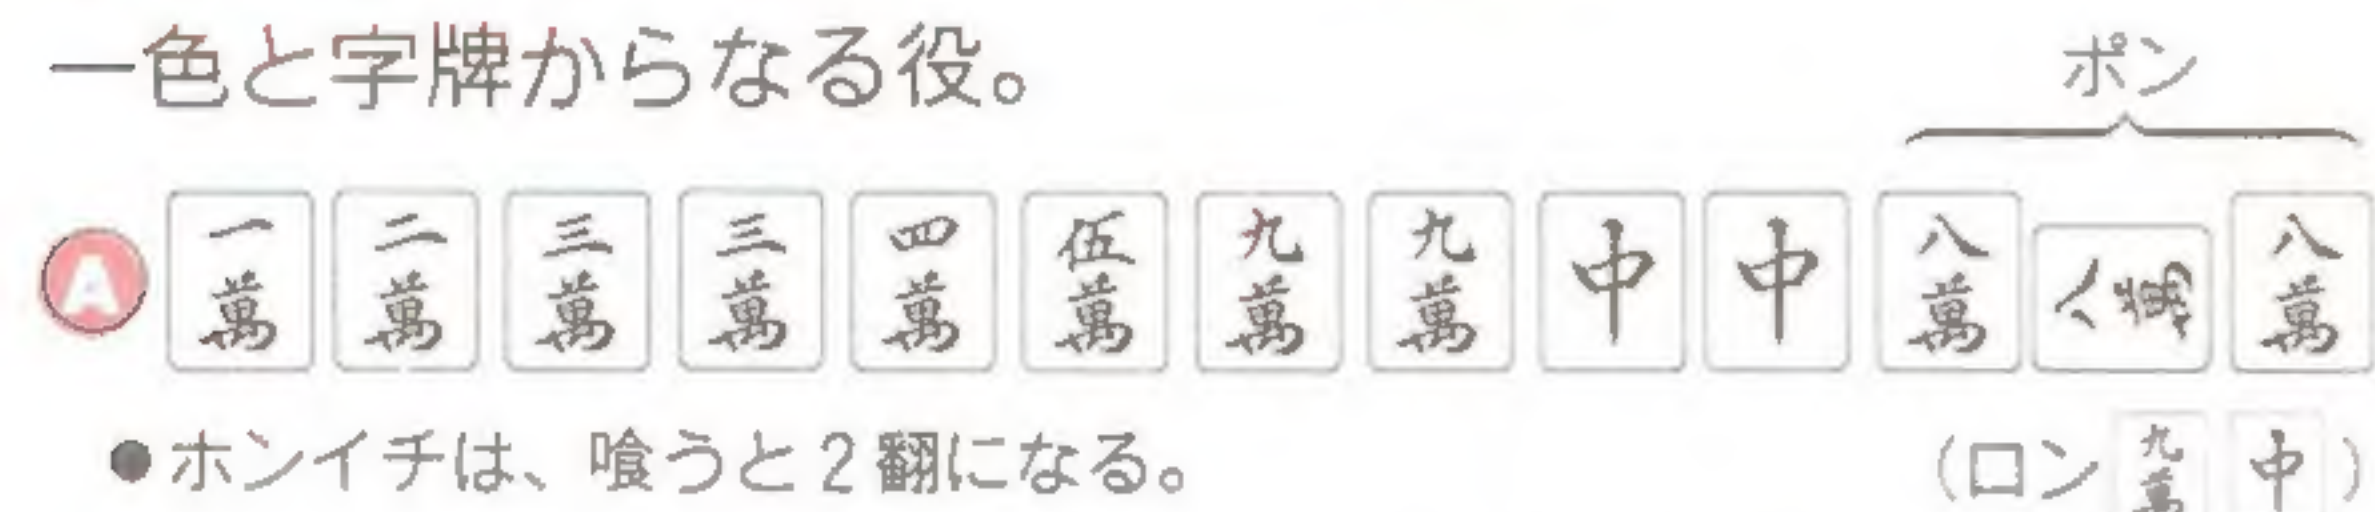 一色と字牌からなる役。
ポン
A 一萬 二萬 三萬 三萬 四萬 伍萬 九萬 九萬 中 中 八萬 八萬 八萬
●ホンイチは、喰うと2翻になる。
(ロン 九萬 中)